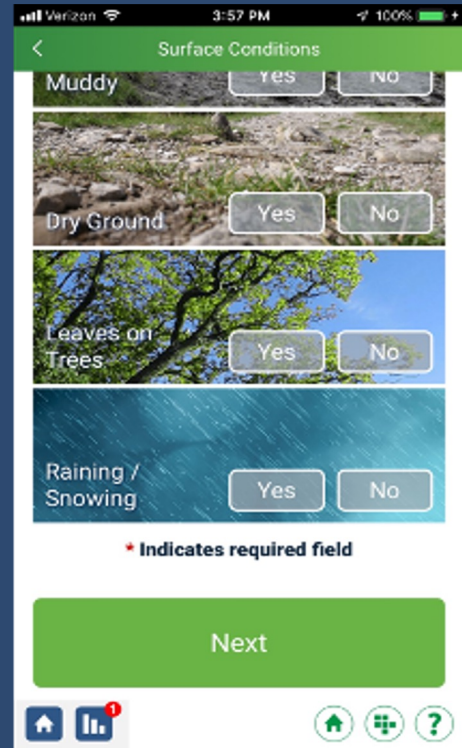 Verizon 3:57 PM 100%
Surface Conditions
Muddy Yes No
Dry Ground Yes No
Leaves on
Trees Yes No
Raining /
Snowing Yes No
* Indicates required field
Next
1
?